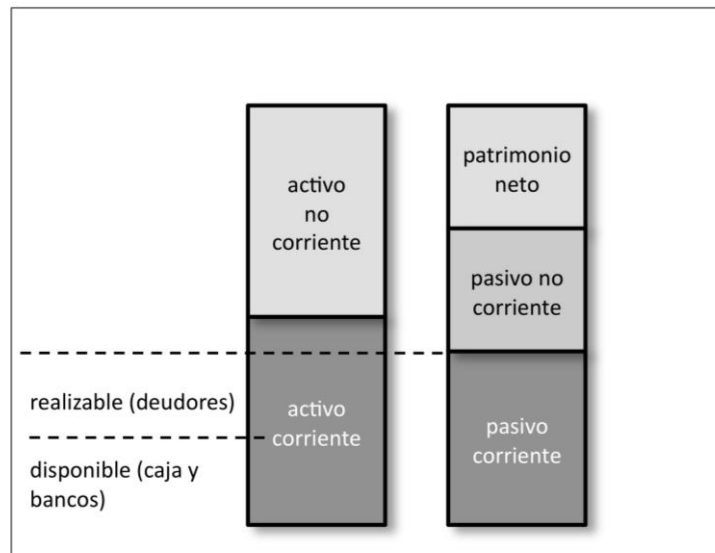 activo
no
corriente
patrimonio
neto
pasivo no
corriente
realizable (deudores)
activo
corriente
disponible (caja y
bancos)
pasivo
corriente